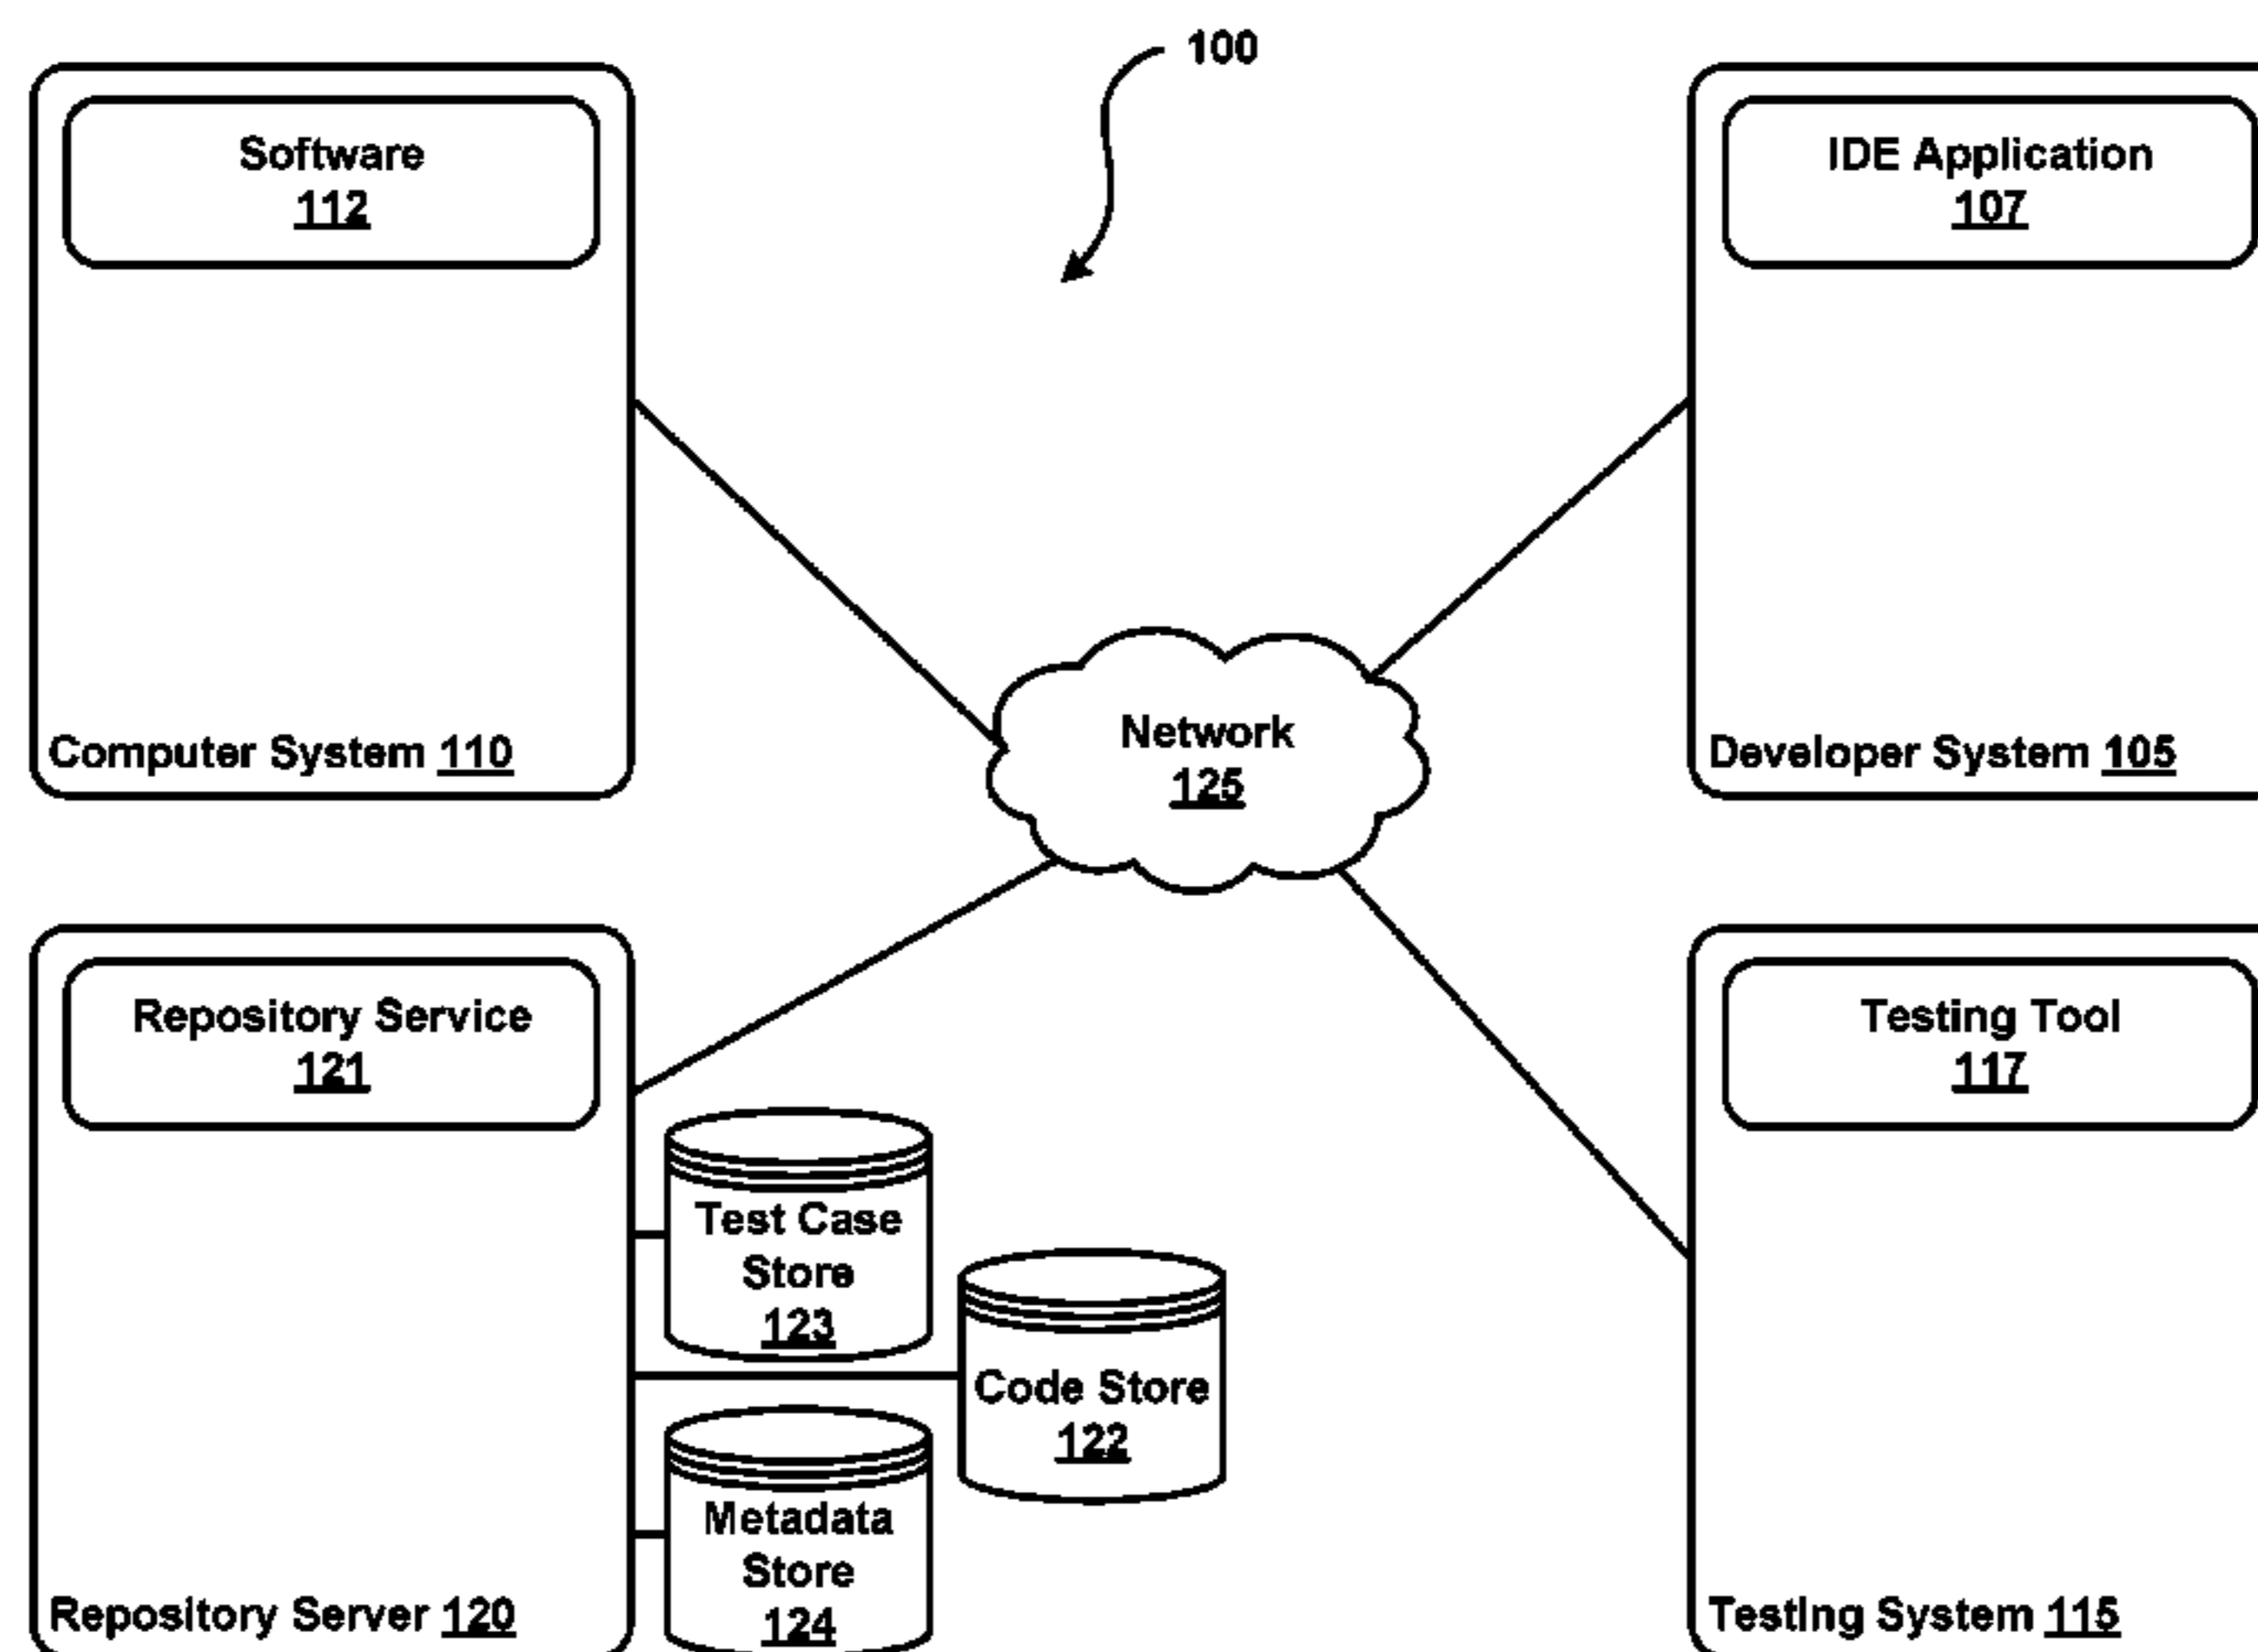 100
Software
112
Computer System 110
IDE Application
107
Developer System 105
Network
125
Repository Service
121
Repository Server 120
Test Case
Store
123
Code Store
122
Metadata
Store
124
Testing Tool
117
Testing System 115